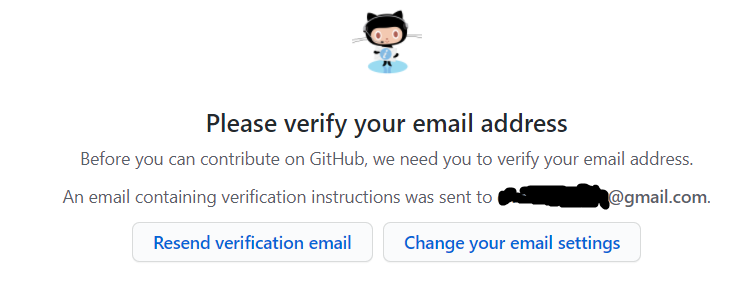 Please verify your email address
Before you can contribute on GitHub, we need you to verify your email address.
An email containing verification instructions was sent to @gmail.com.
Resend verification email
Change your email settings